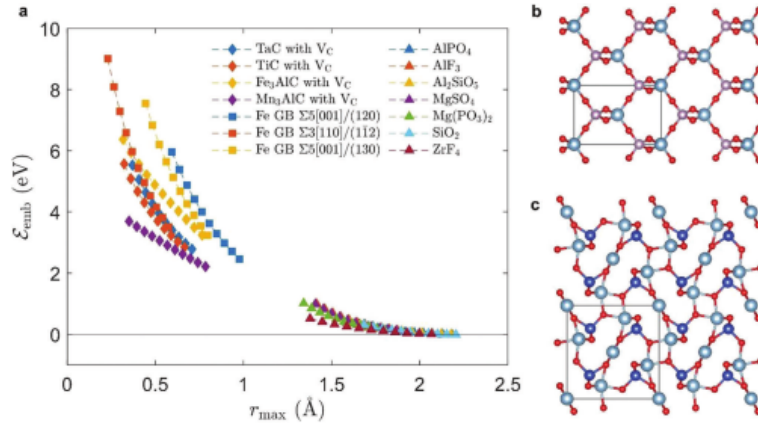 a
10
8
6
4
2
0
ℰemb (eV)
0 0.5 1 1.5 2 2.5
rmax (Å)
TaC with VC
TiC with VC
Fe3AlC with VC
Mn3AlC with VC
Fe GB Σ5[001]/(120)
Fe GB Σ3[110]/(1̄12)
Fe GB Σ5[001]/(130)
AlPO4
AlF3
Al2SiO5
MgSO4
Mg(PO3)2
SiO2
ZrF4
b
c